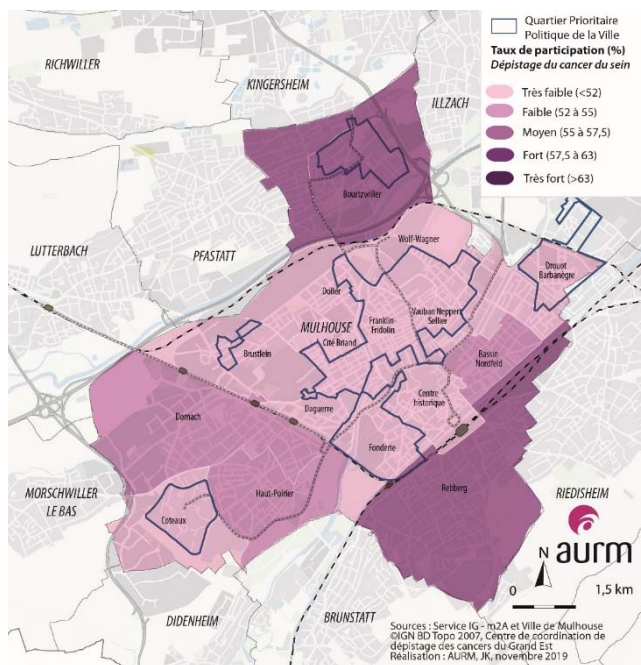 Quartier Prioritaire
Politique de la Ville
Taux de participation (%)
Dépistage du cancer du sein
Très faible (<52)
Faible (52 à 55)
Moyen (55 à 57,5)
Fort (57,5 à 63)
Très fort (>63)
RICHWILLER
KINGERSHEIM
ILLZACH
Bourtzwiller
LUTTERBACH
PFASTATT
Wolf-Wagner
Drouot
Barbanègre
Doller
MULHOUSE
Franklin-
Fridolin
Vauban Neppert
Sellier
Cité Briand
Brustlein
Bassin
Nordfeld
Daguerre
Centre
historique
Dornach
Fonderie
Haut-Poirier
Rebberg
MORSCHWILLER
LE BAS
Coteaux
RIEDISHEIM
aurm
N
0
1,5 km
DIDENHEIM
BRUNSTATT
Sources : Service IG - m2A et Ville de Mulhouse
©IGN BD Topo 2007, Centre de coordination de
dépistage des cancers du Grand Est
Réalisation : AURM, JK, novembre 2019